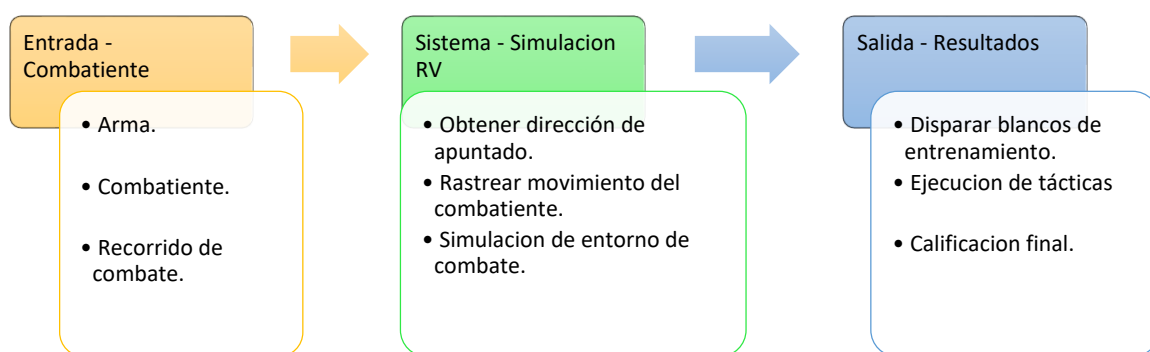 Entrada -
Combatiente
• Arma.
• Combatiente.
• Recorrido de
combate.
Sistema - Simulacion
RV
• Obtener dirección de
apuntado.
• Rastrear movimiento del
combatiente.
• Simulacion de entorno de
combate.
Salida - Resultados
• Disparar blancos de
entrenamiento.
• Ejecucion de tácticas
• Calificacion final.